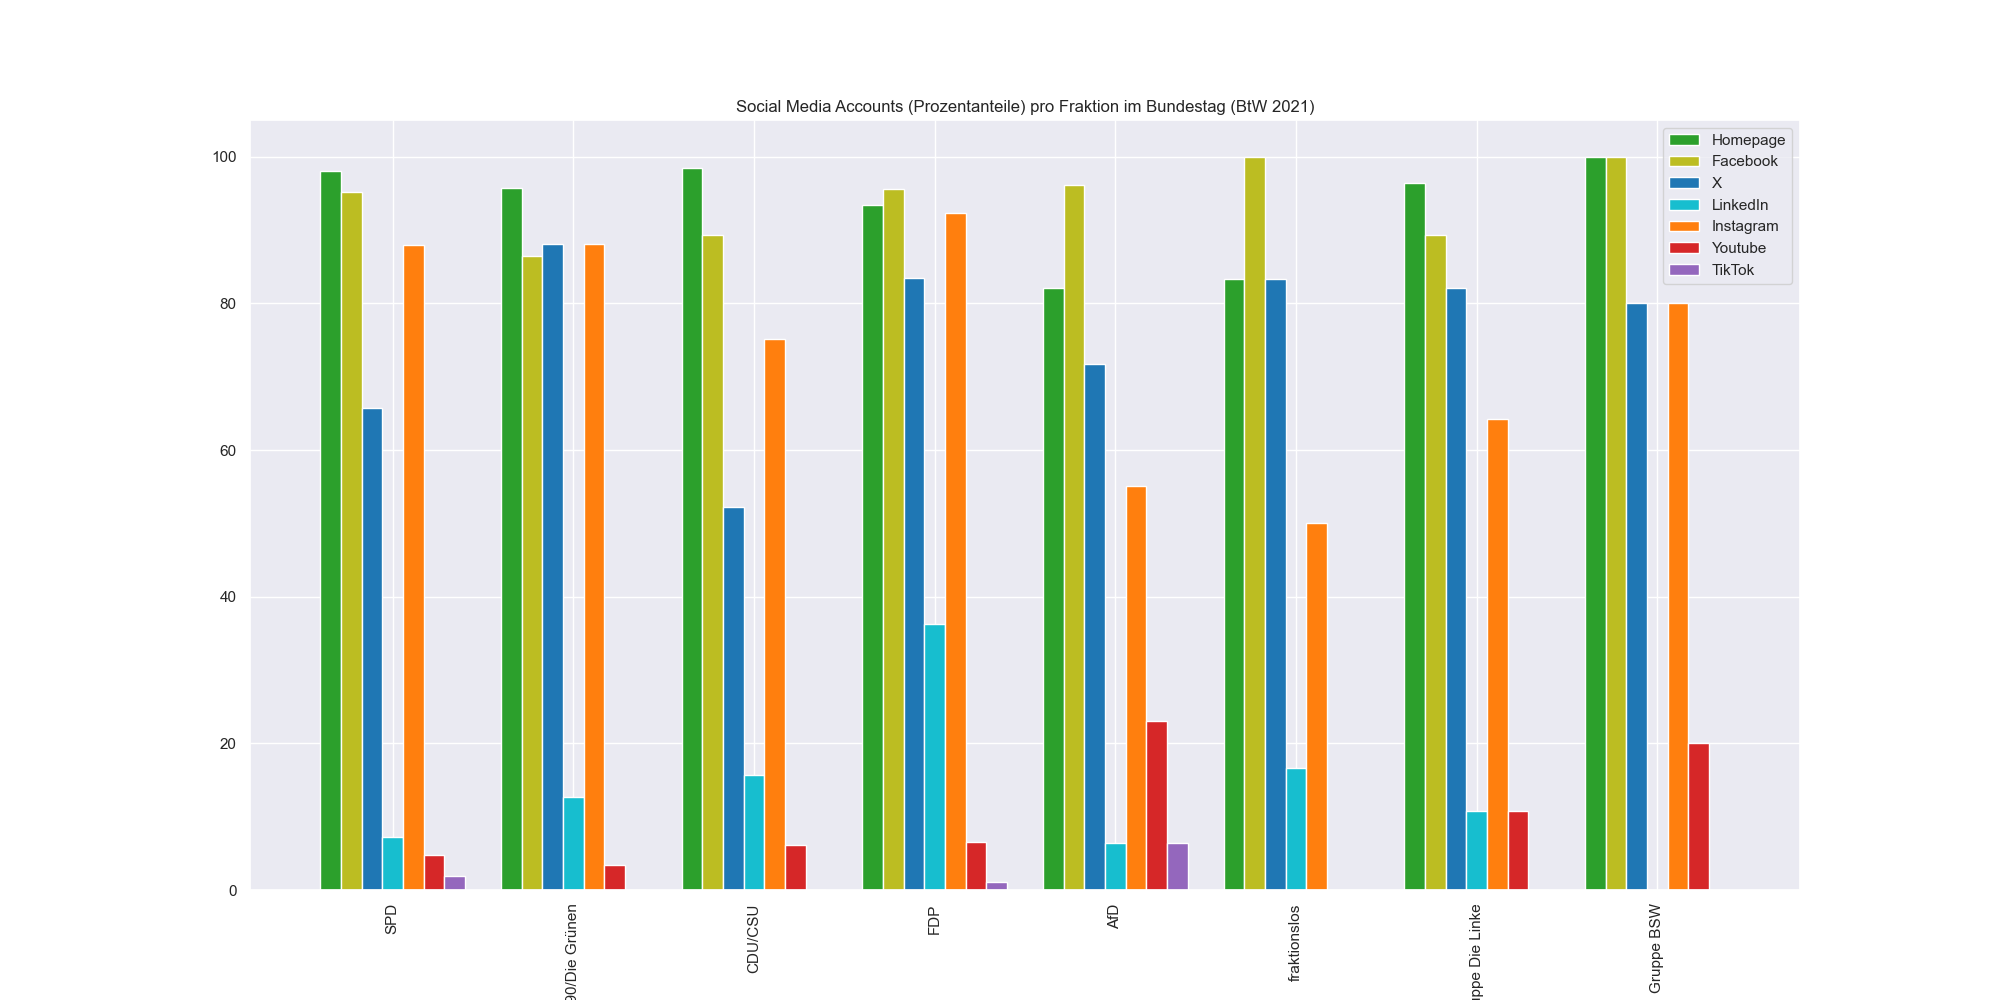 Social Media Accounts (Prozentanteile) pro Fraktion im Bundestag (BtW 2021)
Homepage
Facebook
X
LinkedIn
Instagram
Youtube
TikTok
100
80
60
40
20
0
SPD
90/Die Grünen
CDU/CSU
FDP
AfD
fraktionslos
Die Linke
Gruppe BSW